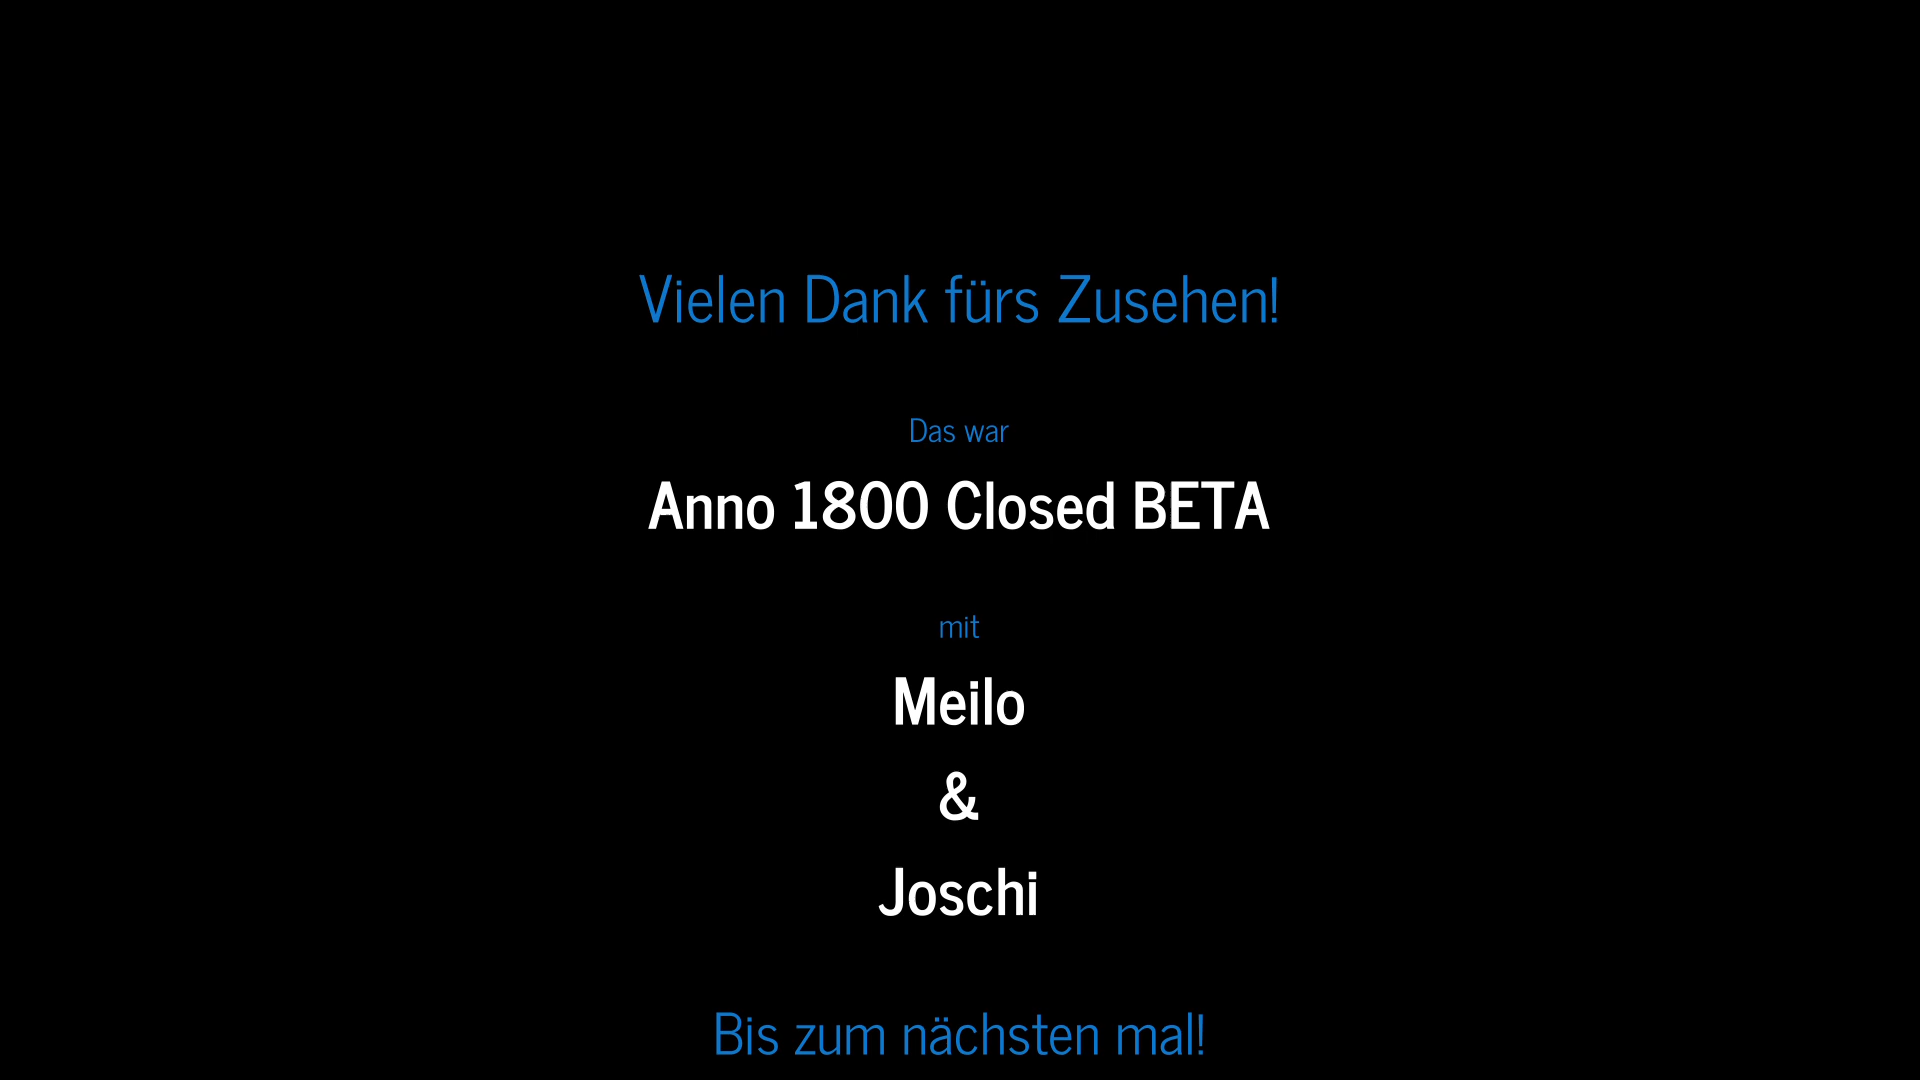 Vielen Dank fürs Zusehen!
Das war
Anno 1800 Closed BETA
mit
Meilo
&
Joschi
Bis zum nächsten mal!